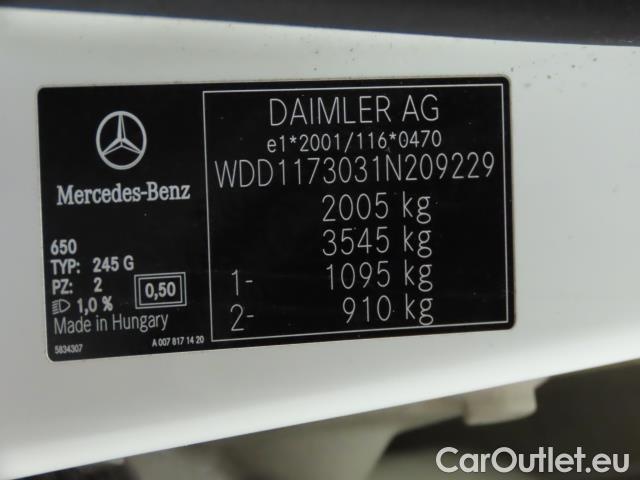 Mercedes-Benz
650
TYP: 245 G
PZ: 2
1,0 % 0,50
Made in Hungary
5834307 A 007 817 14 20
DAIMLER AG
e1*2001/116*0470
WDD1173031N209229
2005 kg
3545 kg
1- 1095 kg
2- 910 kg
CarOutlet.eu